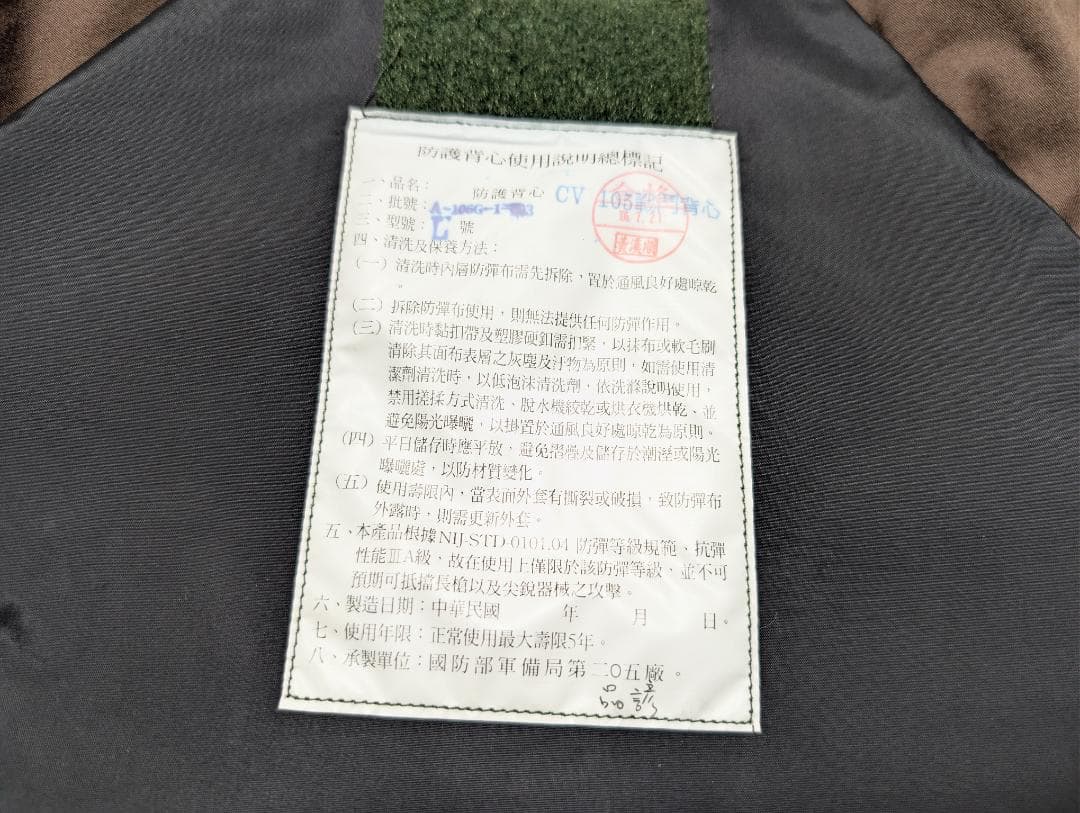 防護背心使用說明總標記
一、品名： 防護背心 CV 105戰鬥背心
二、批號：A-106G-1-
三、型號：L 號
合格
黃漢國
四、清洗及保養方法：
(一) 清洗時內層防彈布需先拆除，置於通風良好處晾乾
。
(二) 拆除防彈布使用，則無法提供任何防彈作用。
(三) 清洗時黏扣帶及塑膠硬釦需扣緊，以抹布或軟毛刷
清除其面布表層之灰塵及汙物為原則，如需使用清
潔劑清洗時，以低泡沫清洗劑，依洗滌說明使用，
禁用搓揉方式清洗、脫水機絞乾或烘衣機烘乾、並
避免陽光曝曬，以掛置於通風良好處晾乾為原則。
(四) 平日儲存時應平放，避免摺疊及儲存於潮溼或陽光
曝曬處，以防材質變化。
(五) 使用壽限內，當表面外套有撕裂或破損，致防彈布
外露時，則需更新外套。
五、本產品根據NIJ-STD-0101.04 防彈等級規範、抗彈
性能ⅢA級，故在使用上僅限於該防彈等級，並不可
預期可抵擋長槍以及尖銳器械之攻擊。
六、製造日期：中華民國 年 月 日。
七、使用年限：正常使用最大壽限5年。
八、承製單位：國防部軍備局第二〇五廠。